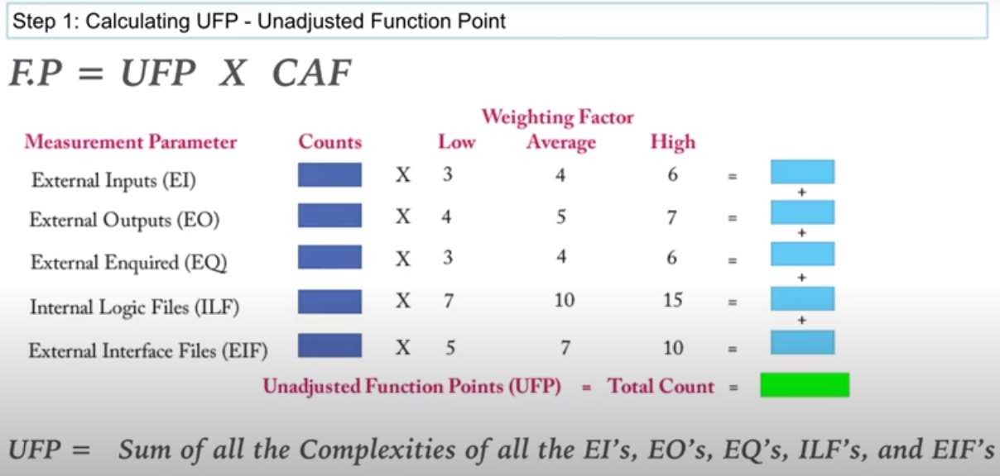 Step 1: Calculating UFP - Unadjusted Function Point
F.P = UFP X CAF
Weighting Factor
Measurement Parameter Counts Low Average High
External Inputs (EI) X 3 4 6 =
+
External Outputs (EO) X 4 5 7 =
+
External Enquired (EQ) X 3 4 6 =
+
Internal Logic Files (ILF) X 7 10 15 =
+
External Interface Files (EIF) X 5 7 10 =
Unadjusted Function Points (UFP) = Total Count =
UFP = Sum of all the Complexities of all the EI's, EO's, EQ's, ILF's, and EIF's